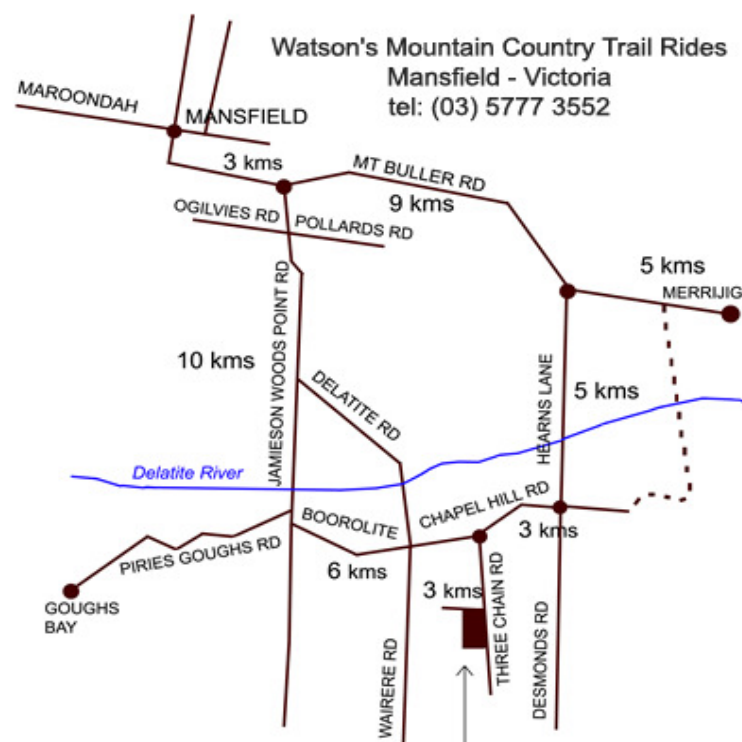 Watson's Mountain Country Trail Rides
Mansfield - Victoria
tel: (03) 5777 3552
MAROONDAH
MANSFIELD
3 kms
MT BULLER RD
9 kms
OGILVIES RD
POLLARDS RD
5 kms
MERRIJIG
JAMIESON WOODS POINT RD
10 kms
DELATITE RD
HEARNS LANE
5 kms
Delatite River
BOOROLITE
CHAPEL HILL RD
3 kms
PIRIES GOUGHS RD
6 kms
3 kms
GOUGHS
BAY
THREE CHAIN RD
WAIRERE RD
DESMONDS RD